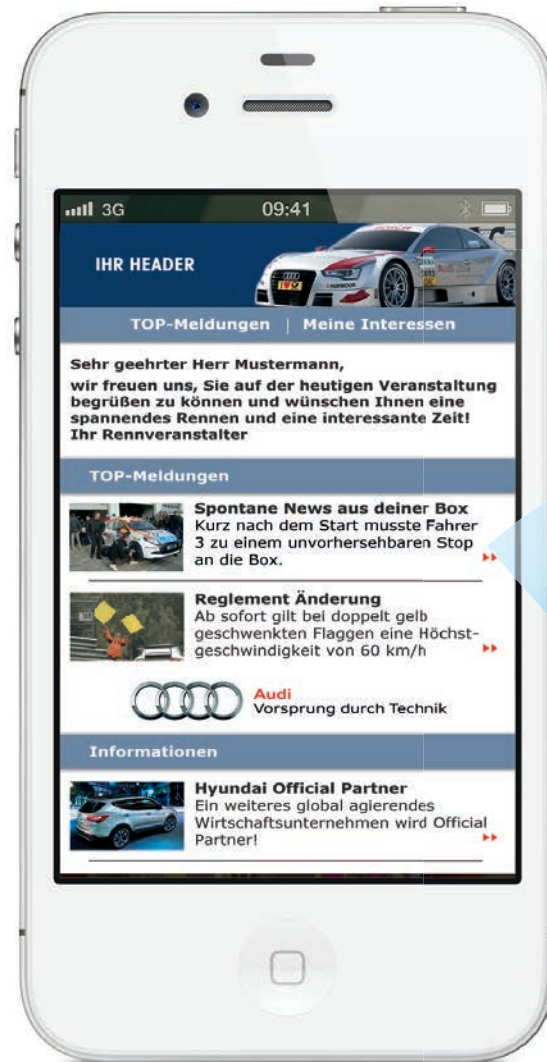 3G 09:41
IHR HEADER
TOP-Meldungen | Meine Interessen
Sehr geehrter Herr Mustermann,
wir freuen uns, Sie auf der heutigen Veranstaltung
begrüßen zu können und wünschen Ihnen eine
spannendes Rennen und eine interessante Zeit!
Ihr Rennveranstalter
TOP-Meldungen
Spontane News aus deiner Box
Kurz nach dem Start musste Fahrer
3 zu einem unvorhersehbaren Stop
an die Box.
Reglement Änderung
Ab sofort gilt bei doppelt gelb
geschwenkten Flaggen eine Höchst-
geschwindigkeit von 60 km/h
Audi
Vorsprung durch Technik
Informationen
Hyundai Official Partner
Ein weiteres global agierendes
Wirtschaftsunternehmen wird Official
Partner!